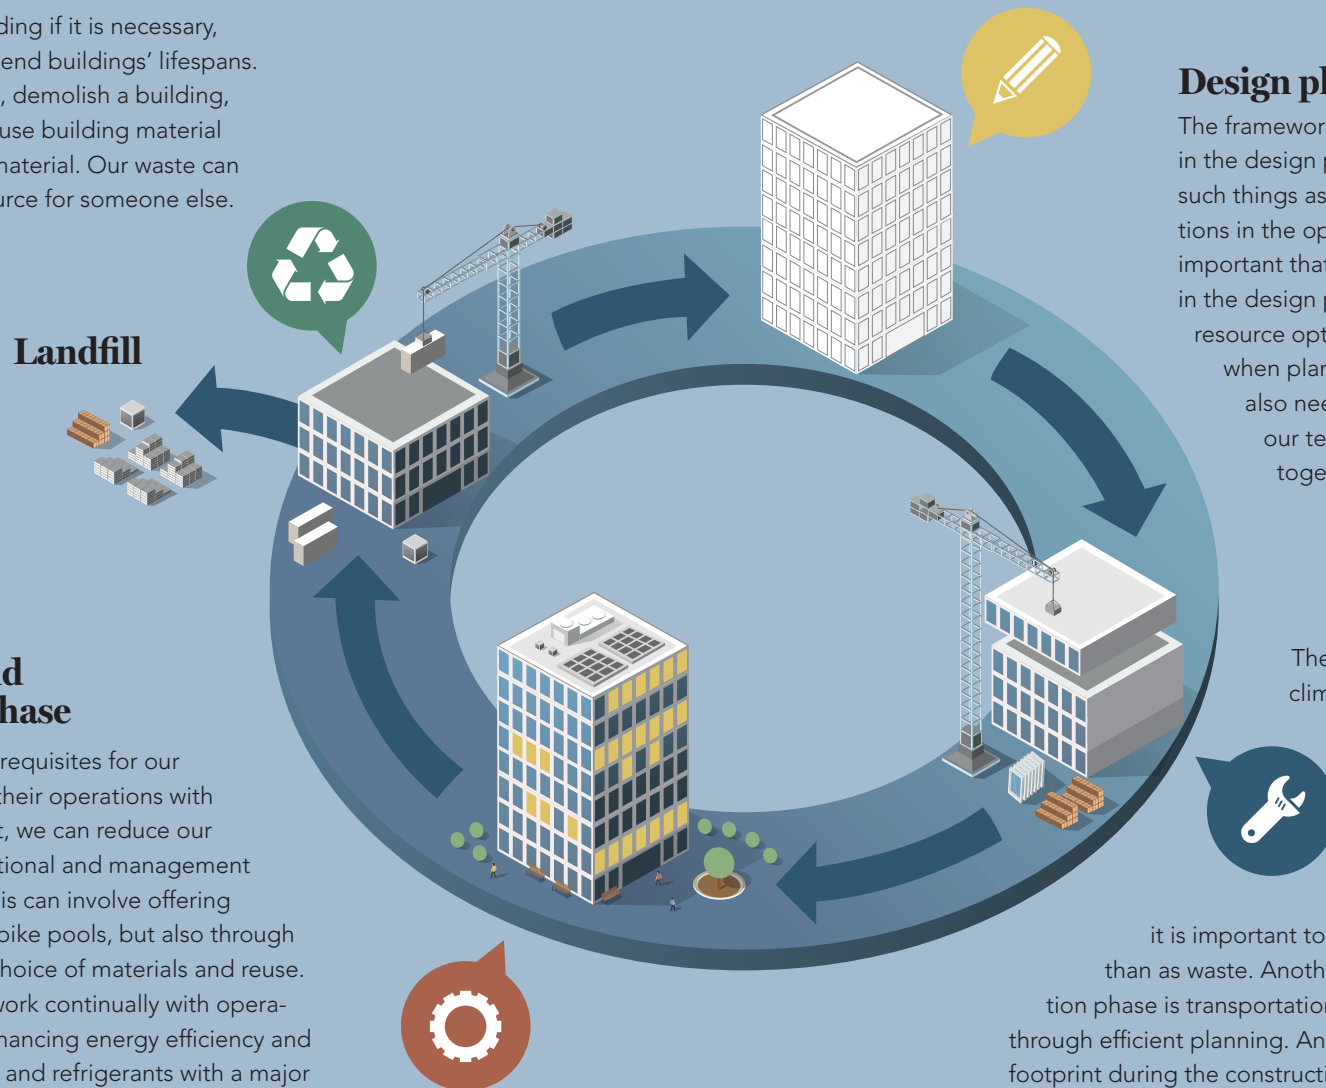 ding if it is necessary,
end buildings’ lifespans.
, demolish a building,
use building material
naterial. Our waste can
urce for someone else.
Landfill
Design pl
The framewor
in the design p
such things as
tions in the op
important that
in the design p
resource opt
when plan
also nee
our te
toge
The
clim
it is important to
than as waste. Anoth
tion phase is transportation
through efficient planning. An
footprint during the constructi
d
hase
requisites for our
their operations with
t, we can reduce our
tional and management
is can involve offering
bike pools, but also through
hoice of materials and reuse.
work continually with opera-
hancing energy efficiency and
and refrigerants with a major